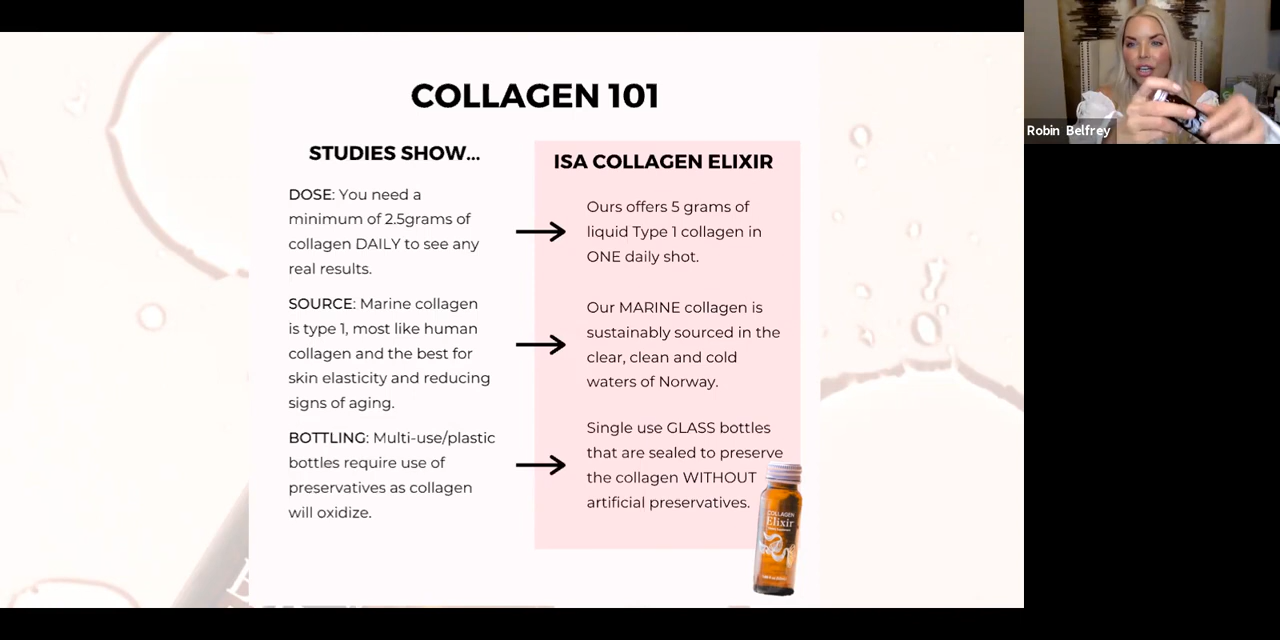 COLLAGEN 101
STUDIES SHOW...
DOSE: You need a
minimum of 2.5grams of
collagen DAILY to see any
real results.
SOURCE: Marine collagen
is type 1, most like human
collagen and the best for
skin elasticity and reducing
signs of aging.
BOTTLING: Multi-use/plastic
bottles require use of
preservatives as collagen
will oxidize.
ISA COLLAGEN ELIXIR
Ours offers 5 grams of
liquid Type 1 collagen in
ONE daily shot.
Our MARINE collagen is
sustainably sourced in the
clear, clean and cold
waters of Norway.
Single use GLASS bottles
that are sealed to preserve
the collagen WITHOUT
artificial preservatives.
COLLAGEN
Elixir
Robin Belfrey